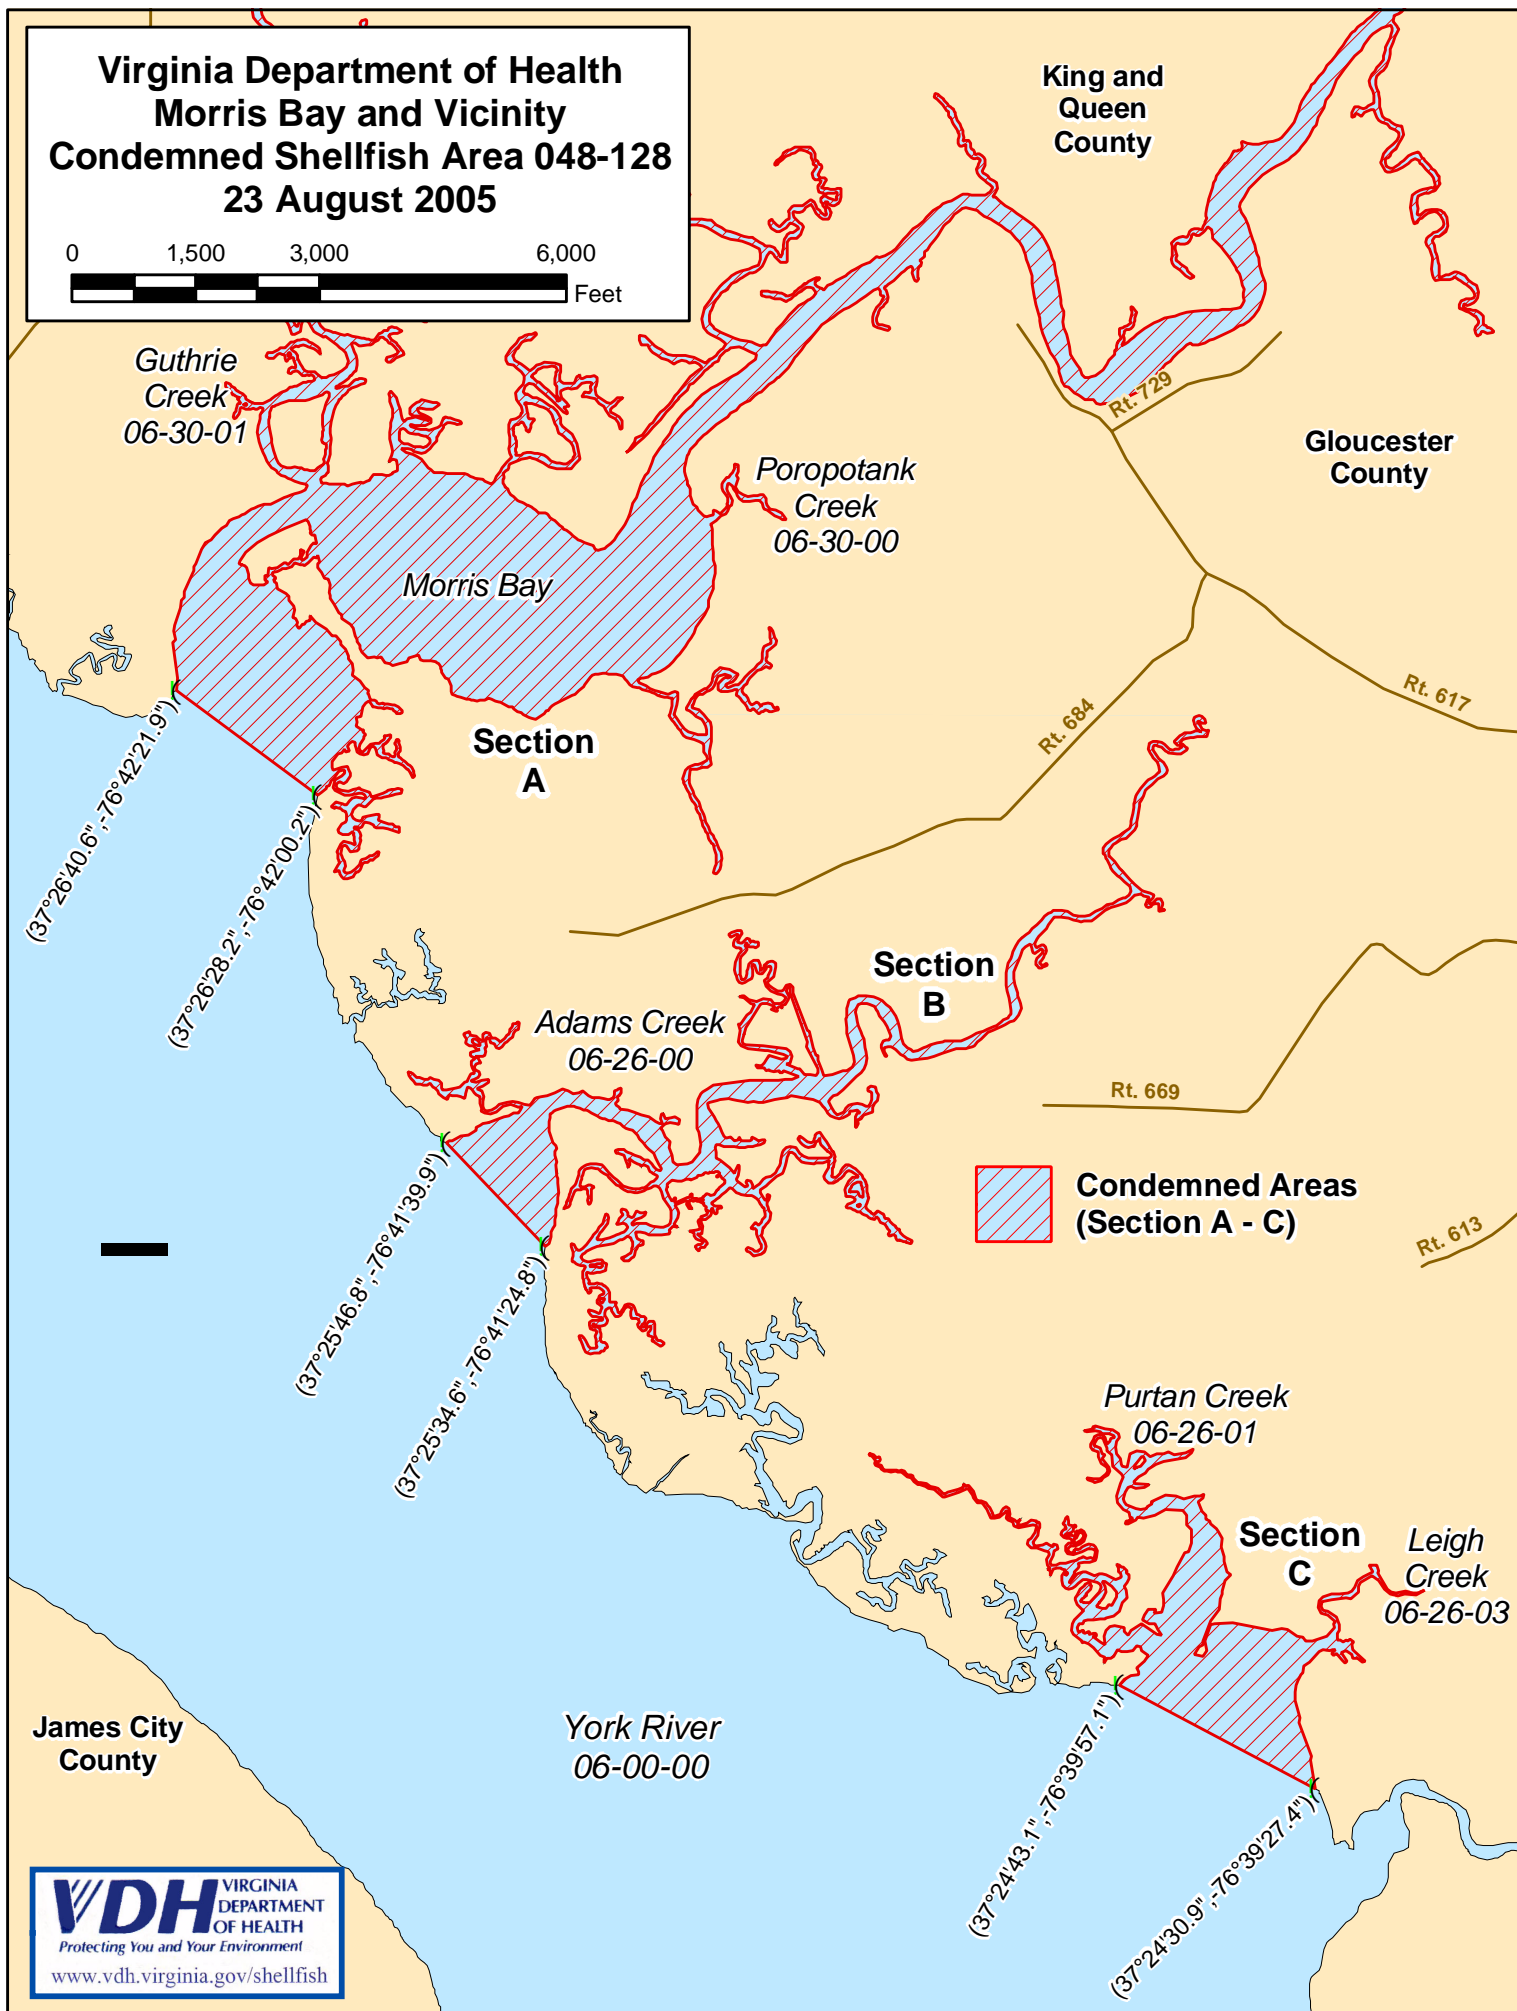 Virginia Department of Health
Morris Bay and Vicinity
Condemned Shellfish Area 048-128
23 August 2005
0 1,500 3,000 6,000
Feet
King and
Queen
County
Guthrie
Creek
06-30-01
Rt. 729
Gloucester
County
Poropotank
Creek
06-30-00
Morris Bay
Rt. 617
Rt. 684
Section
A
(37°26'40.6",-76°42'21.9")
(37°26'28.2",-76°42'00.2")
Section
B
Adams Creek
06-26-00
Rt. 669
(37°25'46.8",-76°41'39.9")
(37°25'34.6",-76°41'24.8")
Condemned Areas
(Section A - C)
Rt. 613
Purtan Creek
06-26-01
Section
C
Leigh
Creek
06-26-03
(37°24'43.1",-76°39'57.1")
(37°24'30.9",-76°39'27.4")
James City
County
York River
06-00-00
VDH
VIRGINIA
DEPARTMENT
OF HEALTH
Protecting You and Your Environment
www.vdh.virginia.gov/shellfish